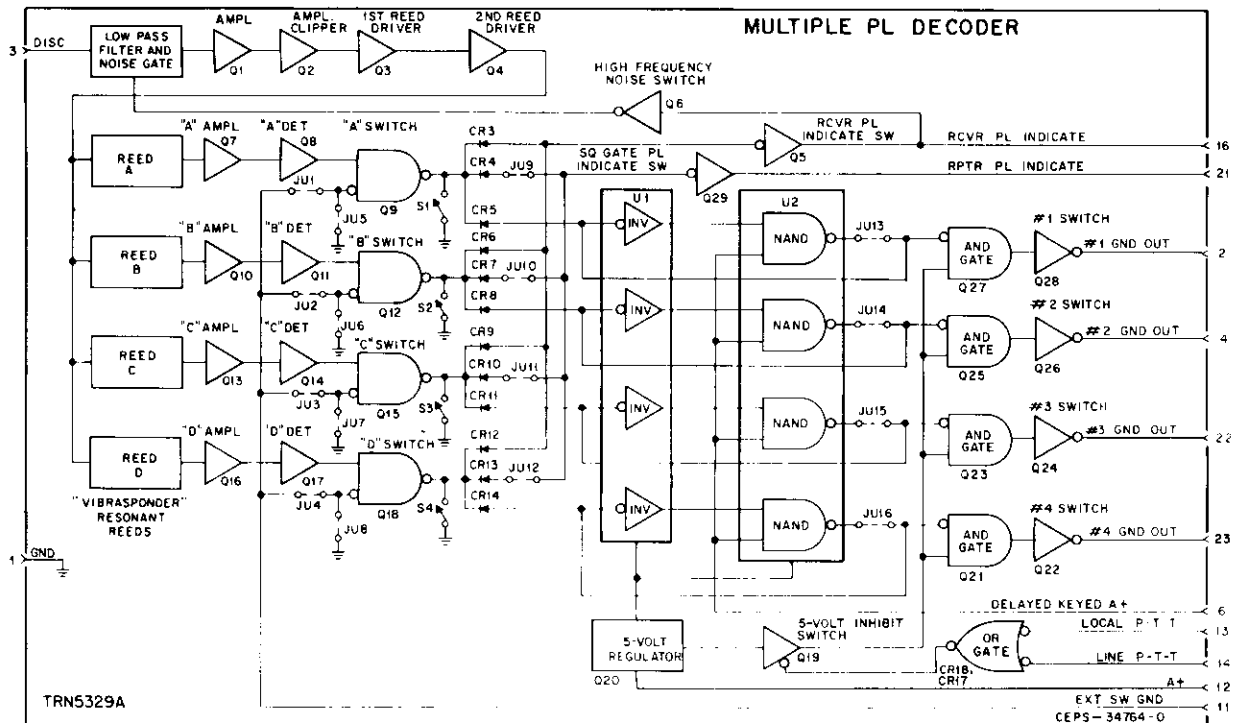 MULTIPLE PL DECODER
3 DISC
LOW PASS
FILTER AND
NOISE GATE
AMPL
Q1
AMPL.
CLIPPER
Q2
1ST REED
DRIVER
Q3
2ND REED
DRIVER
Q4
HIGH FREQUENCY
NOISE SWITCH
Q6
RCVR PL
INDICATE SW
Q5
RCVR PL INDICATE
16
SQ GATE PL
INDICATE SW
Q29
RPTR PL INDICATE
21
REED
A
"A" AMPL
Q7
"A" DET
Q8
"A" SWITCH
Q9
JU1
JU5
S1
CR3
CR4
JU9
CR5
REED
B
"B" AMPL
Q10
"B" DET
Q11
"B" SWITCH
Q12
JU2
JU6
S2
CR6
CR7
JU10
CR8
REED
C
"C" AMPL
Q13
"C" DET
Q14
"C" SWITCH
Q15
JU3
JU7
S3
CR9
CR10
JU11
CR11
REED
D
"D" AMPL
Q16
"D" DET
Q17
"D" SWITCH
Q18
JU4
JU8
S4
CR12
CR13
JU12
CR14
"VIBRASPONDER"
RESONANT
REEDS
1 GND
U1
INV
INV
INV
INV
U2
NAND
NAND
NAND
NAND
JU13
AND
GATE
Q27
#1 SWITCH
Q28
#1 GND OUT
2
JU14
AND
GATE
Q25
#2 SWITCH
Q26
#2 GND OUT
4
JU15
AND
GATE
Q23
#3 SWITCH
Q24
#3 GND OUT
22
JU16
AND
GATE
Q21
#4 SWITCH
Q22
#4 GND OUT
23
DELAYED KEYED A+
6
5-VOLT
REGULATOR
Q20
5-VOLT INHIBIT
SWITCH
Q19
OR
GATE
CR18,
CR17
LOCAL P-T-T
13
LINE P-T-T
14
A+
12
EXT SW GND
11
TRN5329A
CEPS-34764-O